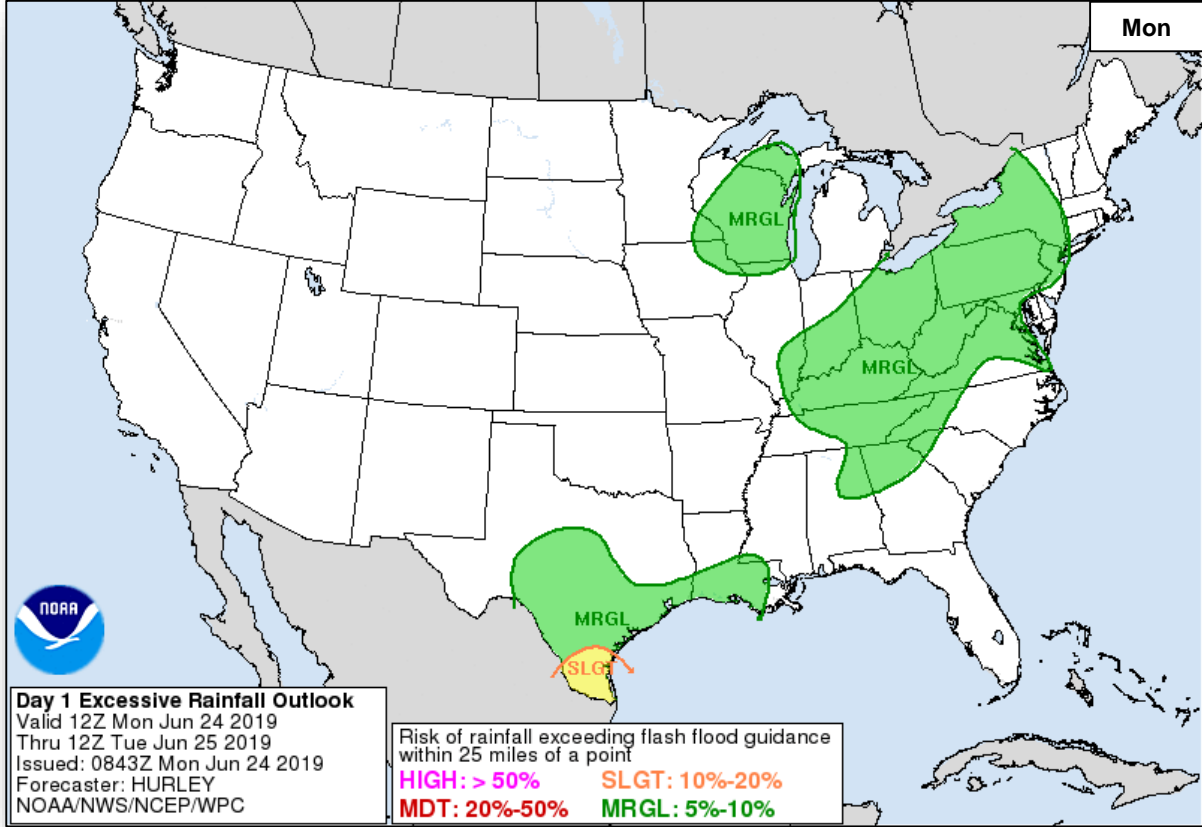 Mon
MRGL
MRGL
MRGL
SLGT
NOAA
Day 1 Excessive Rainfall Outlook
Valid 12Z Mon Jun 24 2019
Thru 12Z Tue Jun 25 2019
Issued: 0843Z Mon Jun 24 2019
Forecaster: HURLEY
NOAA/NWS/NCEP/WPC
Risk of rainfall exceeding flash flood guidance
within 25 miles of a point
HIGH: > 50% SLGT: 10%-20%
MDT: 20%-50% MRGL: 5%-10%